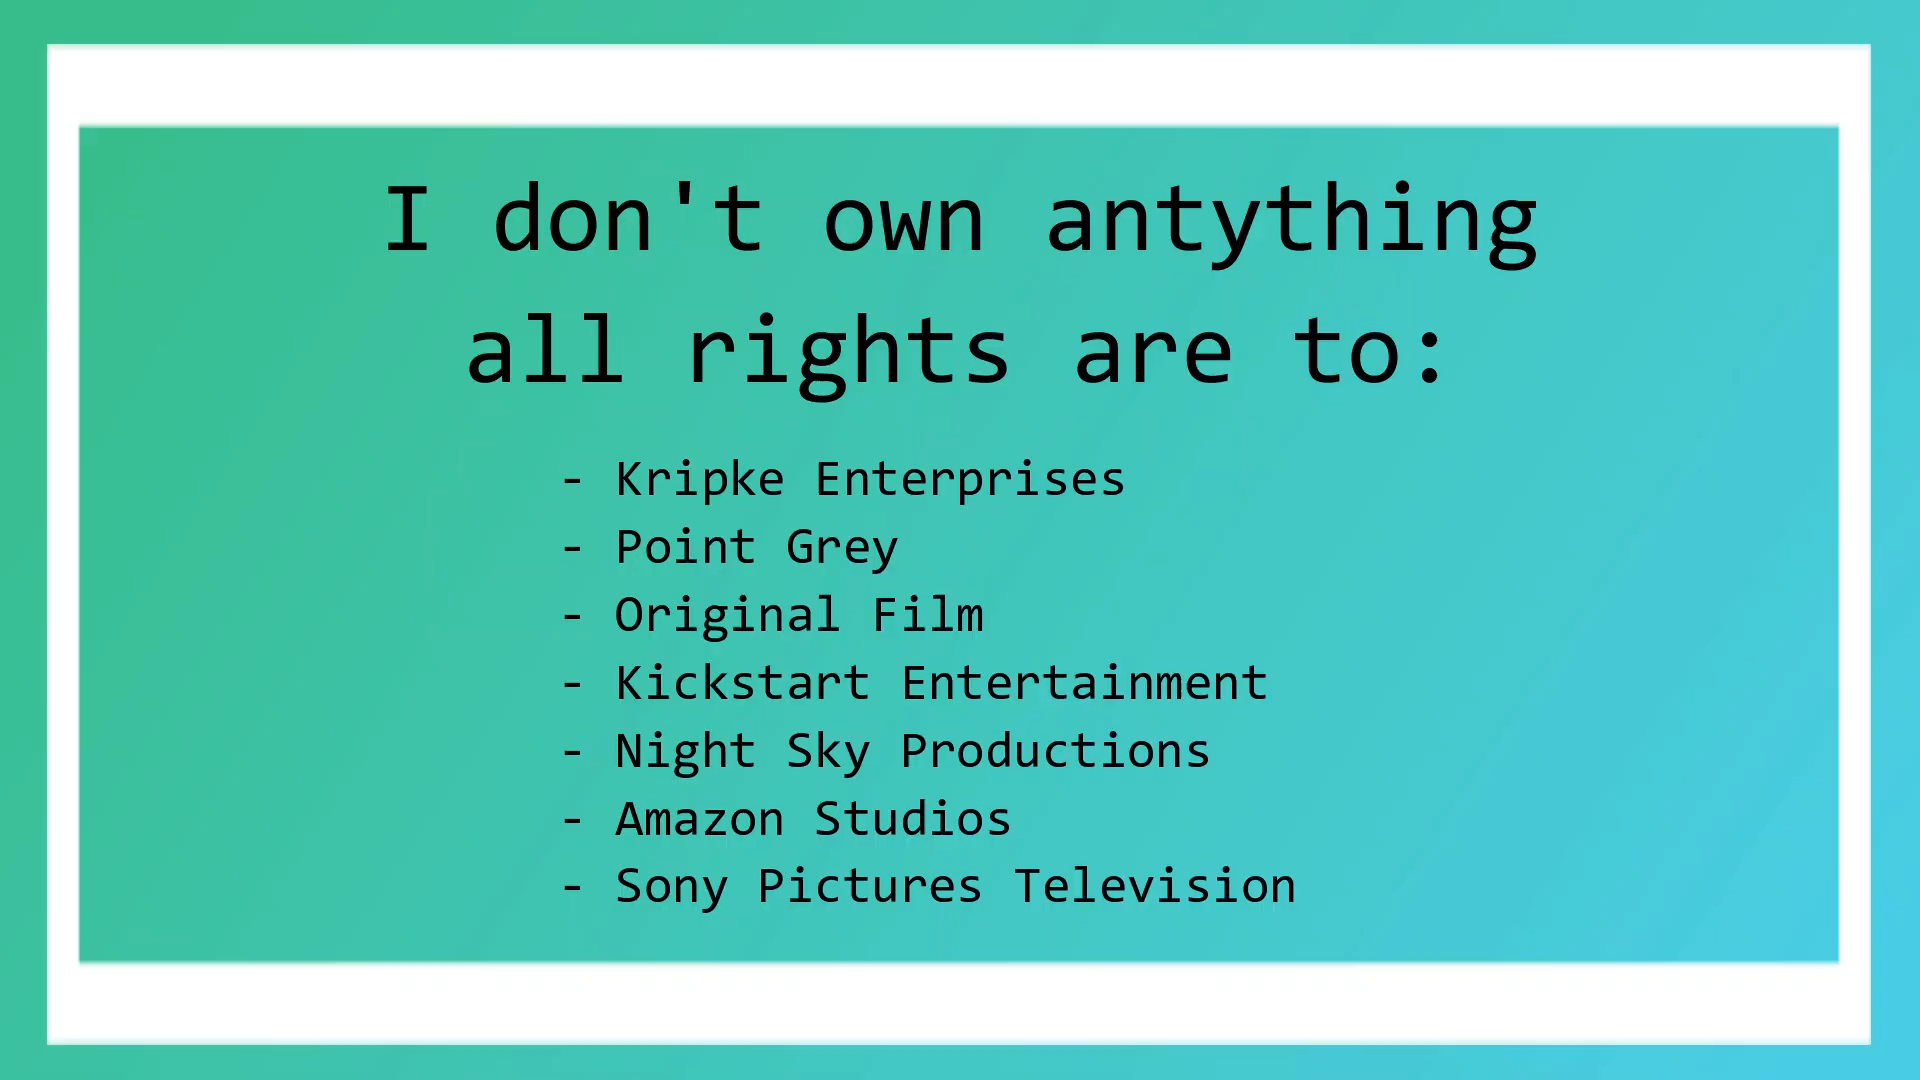 I don't own antything
all rights are to:
- Kripke Enterprises
- Point Grey
- Original Film
- Kickstart Entertainment
- Night Sky Productions
- Amazon Studios
- Sony Pictures Television